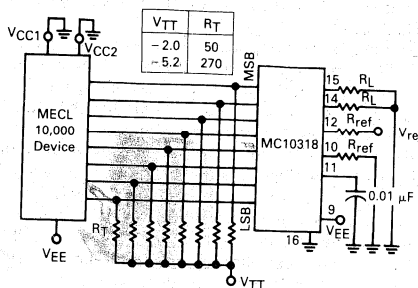 VTT RT
– 2.0 50
– 5.2 270
VCC1
VCC2
MECL
10,000
Device
VEE
RT
VTT
MSB
LSB
MC10318
15 RL
14 RL
12 Rref
Vre
10 Rref
11
0.01 µF
9
VEE
16